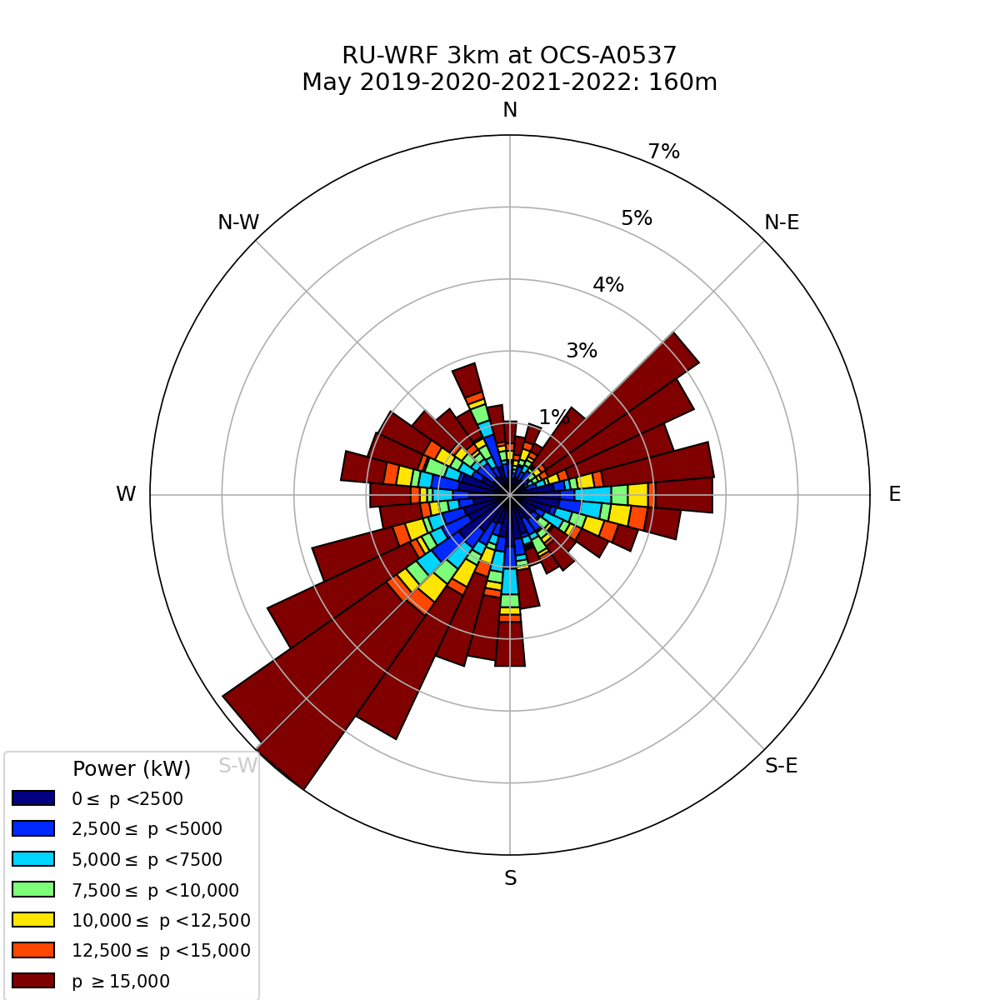 RU-WRF 3km at OCS-A0537
May 2019-2020-2021-2022: 160m
N
7%
N-W
5%
N-E
4%
3%
1%
W
E
Power (kW)
S-W
S-E
0≤ p <2500
2,500≤ p <5000
5,000≤ p <7500
S
7,500≤ p <10,000
10,000≤ p <12,500
12,500≤ p <15,000
p ≥15,000